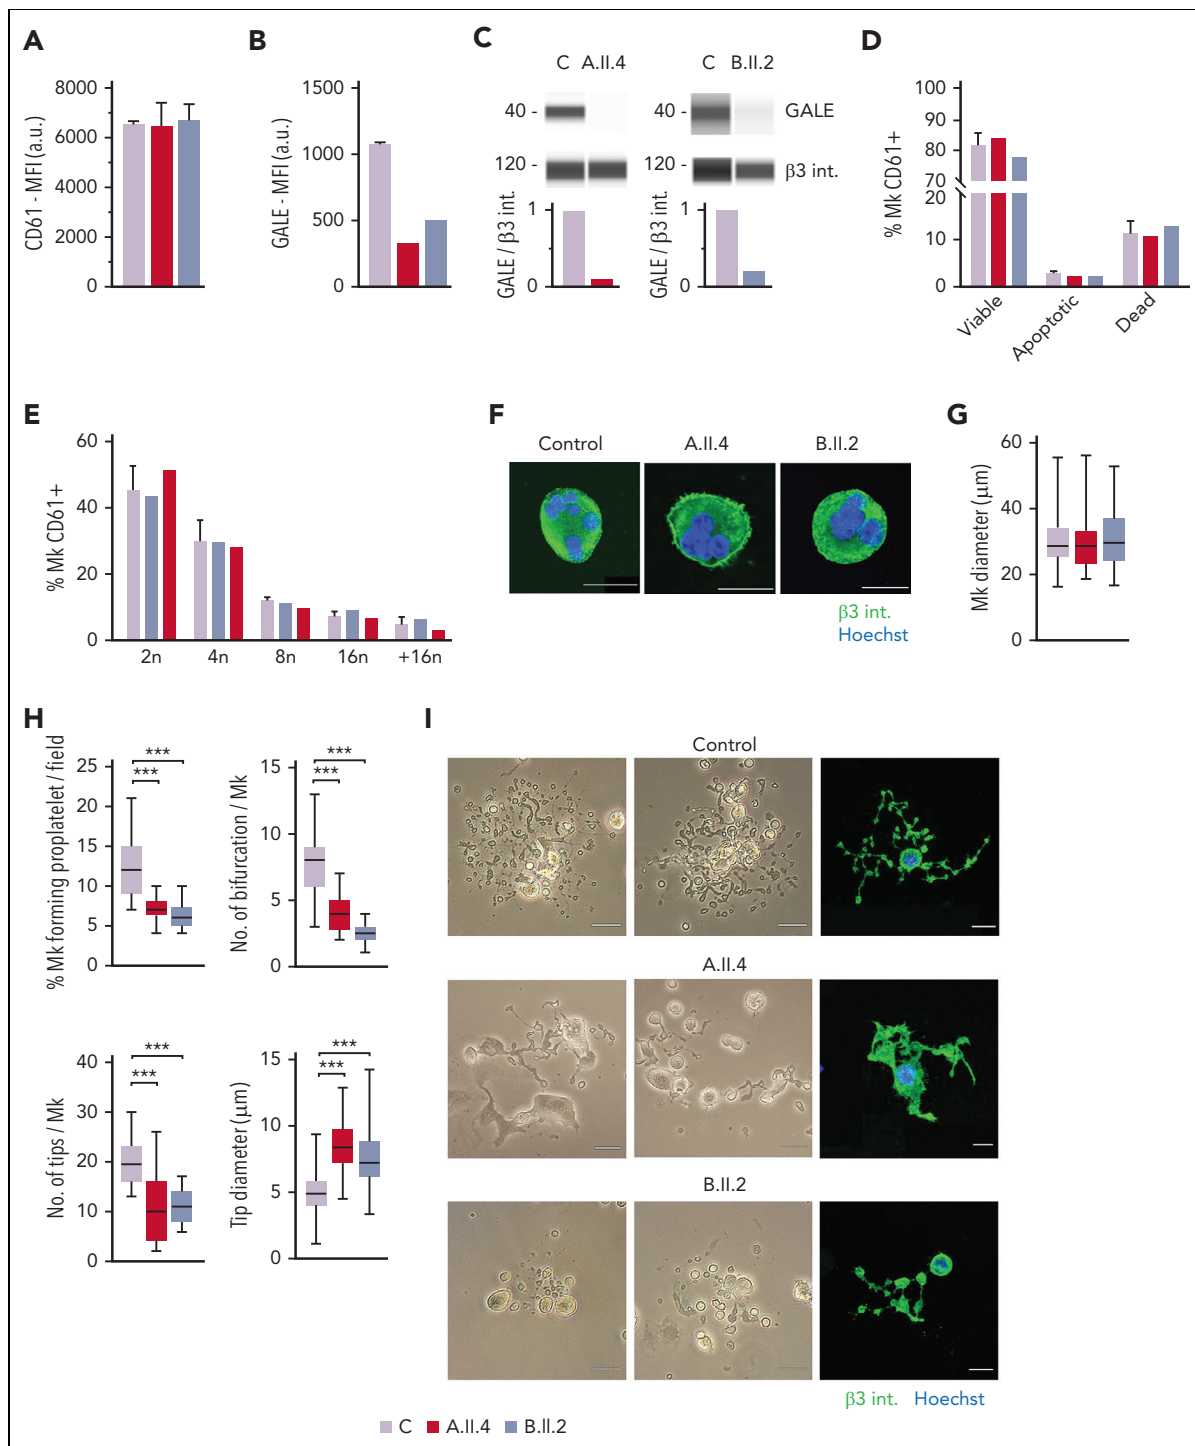 A
CD61 - MFI (a.u.)
8000
6000
4000
2000
0
B
GALE - MFI (a.u.)
1500
1000
500
0
C
C A.II.4
40 -
120 -
GALE / β3 int.
1
0
C B.II.2
40 - GALE
120 - β3 int.
GALE / β3 int.
1
0
D
% Mk CD61+
100
90
80
70
20
10
0
Viable
Apoptotic
Dead
E
% Mk CD61+
60
40
20
0
2n 4n 8n 16n +16n
F
Control A.II.4 B.II.2
β3 int.
Hoechst
G
Mk diameter (μm)
60
40
20
0
H
% Mk forming proplatelet / field
25
20
15
10
5
0
***
***
No. of bifurcation / Mk
15
10
5
0
***
***
No. of tips / Mk
40
30
20
10
0
***
***
Tip diameter (μm)
15
10
5
0
***
***
I
Control
A.II.4
B.II.2
β3 int. Hoechst
C A.II.4 B.II.2